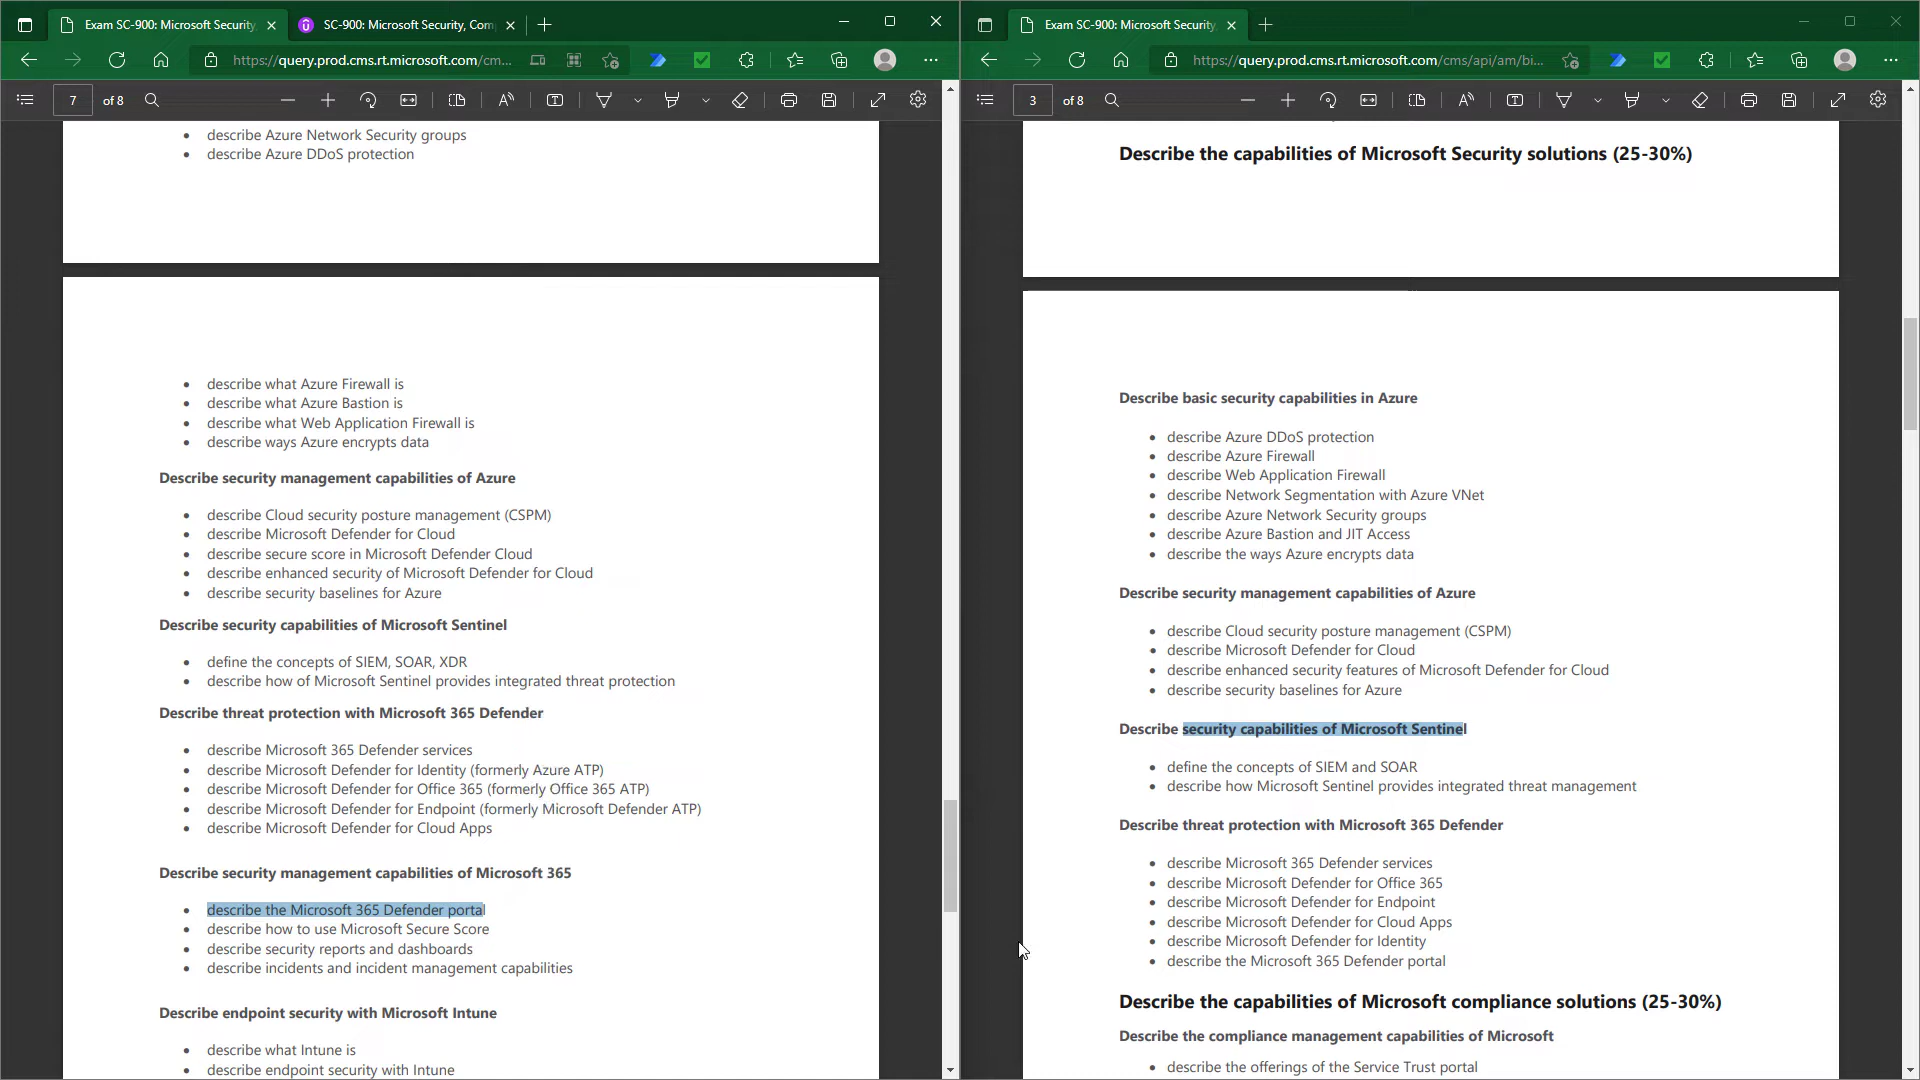 Exam SC-900: Microsoft Security,
SC-900: Microsoft Security, Com
https://query.prod.cms.rt.microsoft.com/cm...
7 of 8
describe Azure Network Security groups
describe Azure DDoS protection
describe what Azure Firewall is
describe what Azure Bastion is
describe what Web Application Firewall is
describe ways Azure encrypts data
Describe security management capabilities of Azure
describe Cloud security posture management (CSPM)
describe Microsoft Defender for Cloud
describe secure score in Microsoft Defender Cloud
describe enhanced security of Microsoft Defender for Cloud
describe security baselines for Azure
Describe security capabilities of Microsoft Sentinel
define the concepts of SIEM, SOAR, XDR
describe how of Microsoft Sentinel provides integrated threat protection
Describe threat protection with Microsoft 365 Defender
describe Microsoft 365 Defender services
describe Microsoft Defender for Identity (formerly Azure ATP)
describe Microsoft Defender for Office 365 (formerly Office 365 ATP)
describe Microsoft Defender for Endpoint (formerly Microsoft Defender ATP)
describe Microsoft Defender for Cloud Apps
Describe security management capabilities of Microsoft 365
describe the Microsoft 365 Defender portal
describe how to use Microsoft Secure Score
describe security reports and dashboards
describe incidents and incident management capabilities
Describe endpoint security with Microsoft Intune
describe what Intune is
describe endpoint security with Intune
Exam SC-900: Microsoft Security,
https://query.prod.cms.rt.microsoft.com/cms/api/am/bi...
3 of 8
Describe the capabilities of Microsoft Security solutions (25-30%)
Describe basic security capabilities in Azure
describe Azure DDoS protection
describe Azure Firewall
describe Web Application Firewall
describe Network Segmentation with Azure VNet
describe Azure Network Security groups
describe Azure Bastion and JIT Access
describe the ways Azure encrypts data
Describe security management capabilities of Azure
describe Cloud security posture management (CSPM)
describe Microsoft Defender for Cloud
describe enhanced security features of Microsoft Defender for Cloud
describe security baselines for Azure
Describe security capabilities of Microsoft Sentinel
define the concepts of SIEM and SOAR
describe how Microsoft Sentinel provides integrated threat management
Describe threat protection with Microsoft 365 Defender
describe Microsoft 365 Defender services
describe Microsoft Defender for Office 365
describe Microsoft Defender for Endpoint
describe Microsoft Defender for Cloud Apps
describe Microsoft Defender for Identity
describe the Microsoft 365 Defender portal
Describe the capabilities of Microsoft compliance solutions (25-30%)
Describe the compliance management capabilities of Microsoft
describe the offerings of the Service Trust portal